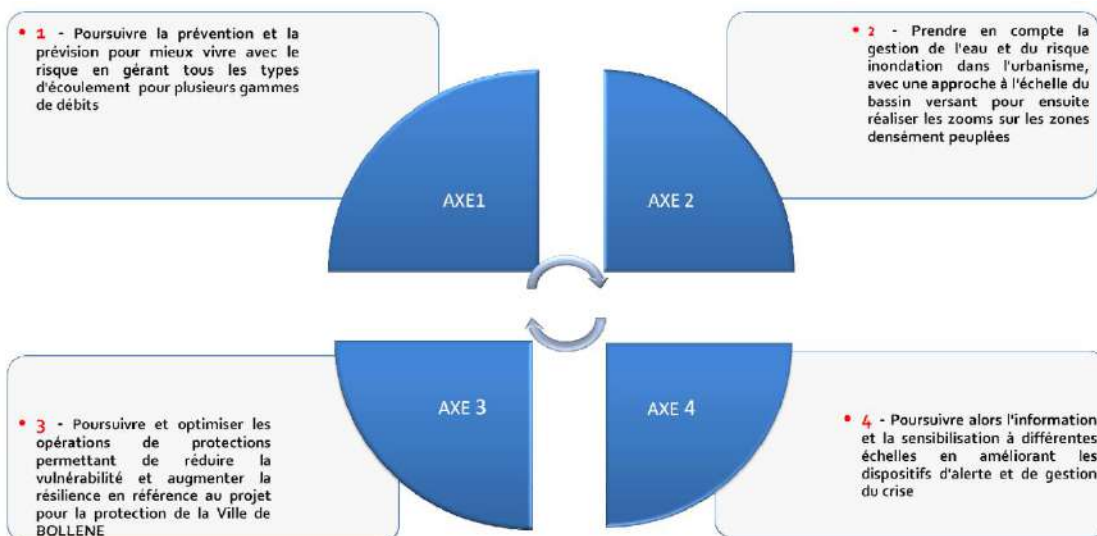 1 - Poursuivre la prévention et la
prévision pour mieux vivre avec le
risque en gérant tous les types
d'écoulement pour plusieurs gammes
de débits
2 - Prendre en compte la
gestion de l'eau et du risque
inondation dans l'urbanisme,
avec une approche à l'échelle du
bassin versant pour ensuite
réaliser les zooms sur les zones
densément peuplées
AXE1
AXE 2
AXE 3
AXE 4
3 - Poursuivre et optimiser les
opérations de protections
permettant de réduire la
vulnérabilité et augmenter la
résilience en référence au projet
pour la protection de la Ville de
BOLLENE
4 - Poursuivre alors l'information
et la sensibilisation à différentes
échelles en améliorant les
dispositifs d'alerte et de gestion
du crise